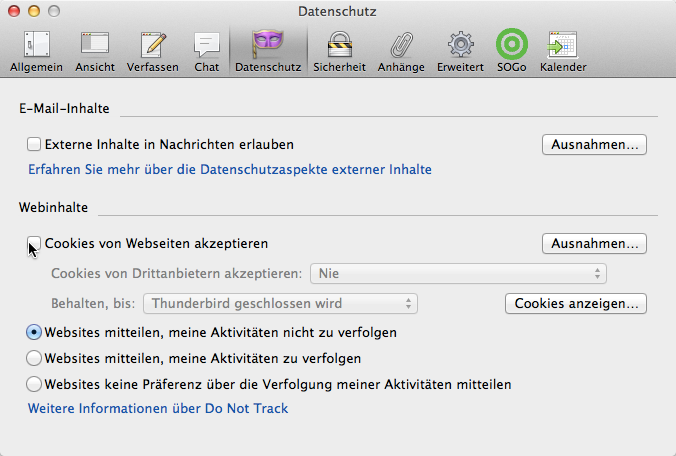 Datenschutz
Allgemein Ansicht Verfassen Chat Datenschutz Sicherheit Anhänge Erweitert SOGo Kalender
E-Mail-Inhalte
Externe Inhalte in Nachrichten erlauben Ausnahmen...
Erfahren Sie mehr über die Datenschutzaspekte externer Inhalte
Webinhalte
Cookies von Webseiten akzeptieren Ausnahmen...
Cookies von Drittanbietern akzeptieren: Nie
Behalten, bis: Thunderbird geschlossen wird Cookies anzeigen...
Websites mitteilen, meine Aktivitäten nicht zu verfolgen
Websites mitteilen, meine Aktivitäten zu verfolgen
Websites keine Präferenz über die Verfolgung meiner Aktivitäten mitteilen
Weitere Informationen über Do Not Track